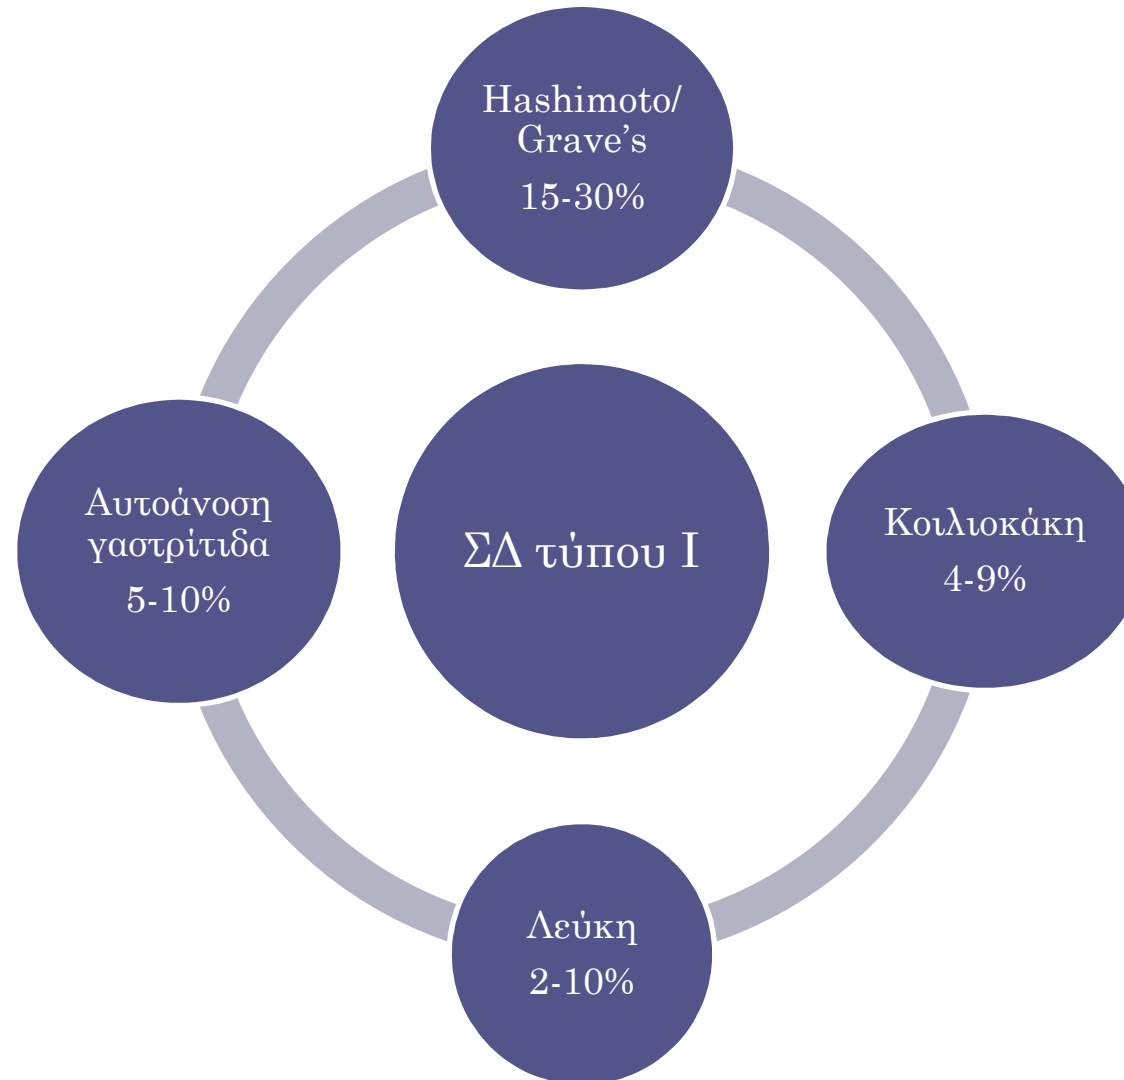 Hashimoto/
Grave’s
15-30%
Αυτοάνοση
γαστρίτιδα
5-10%
ΣΔ τύπου Ι
Κοιλιοκάκη
4-9%
Λεύκη
2-10%